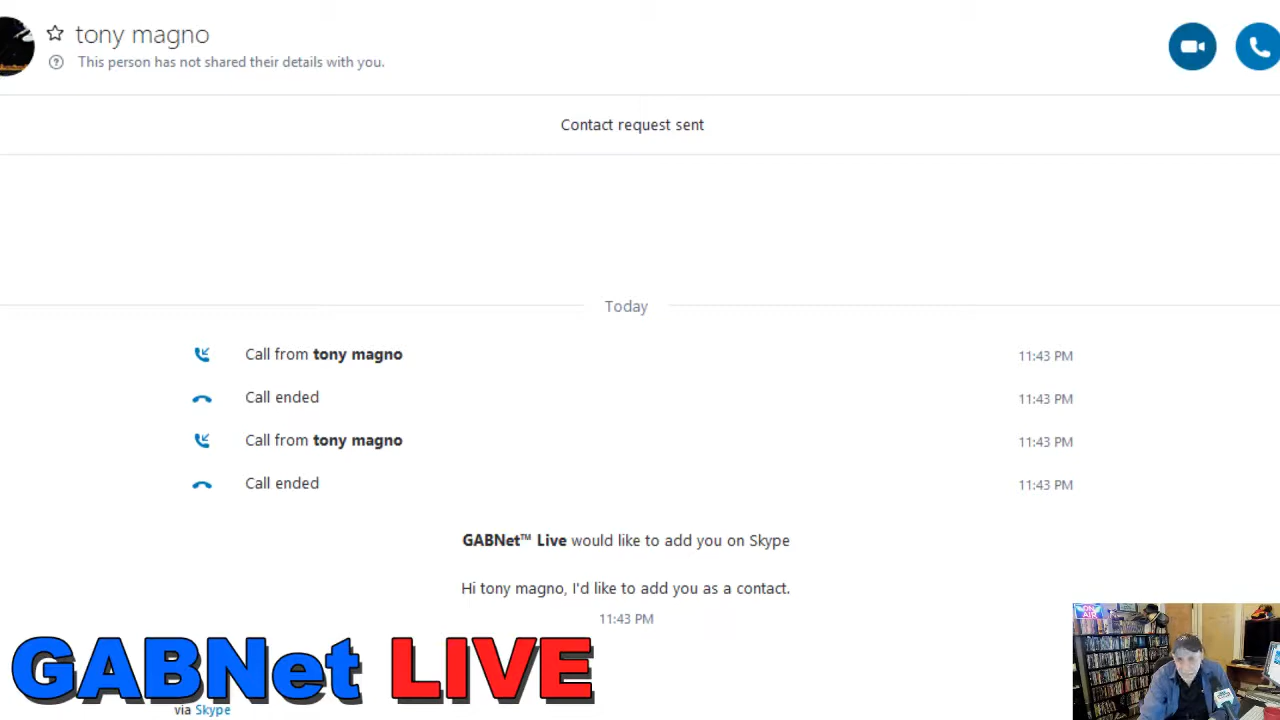 tony magno
This person has not shared their details with you.
Contact request sent
Today
Call from tony magno 11:43 PM
Call ended 11:43 PM
Call from tony magno 11:43 PM
Call ended 11:43 PM
GABNet™ Live would like to add you on Skype
Hi tony magno, I'd like to add you as a contact.
11:43 PM
GABNet LIVE
via Skype
ON AIR